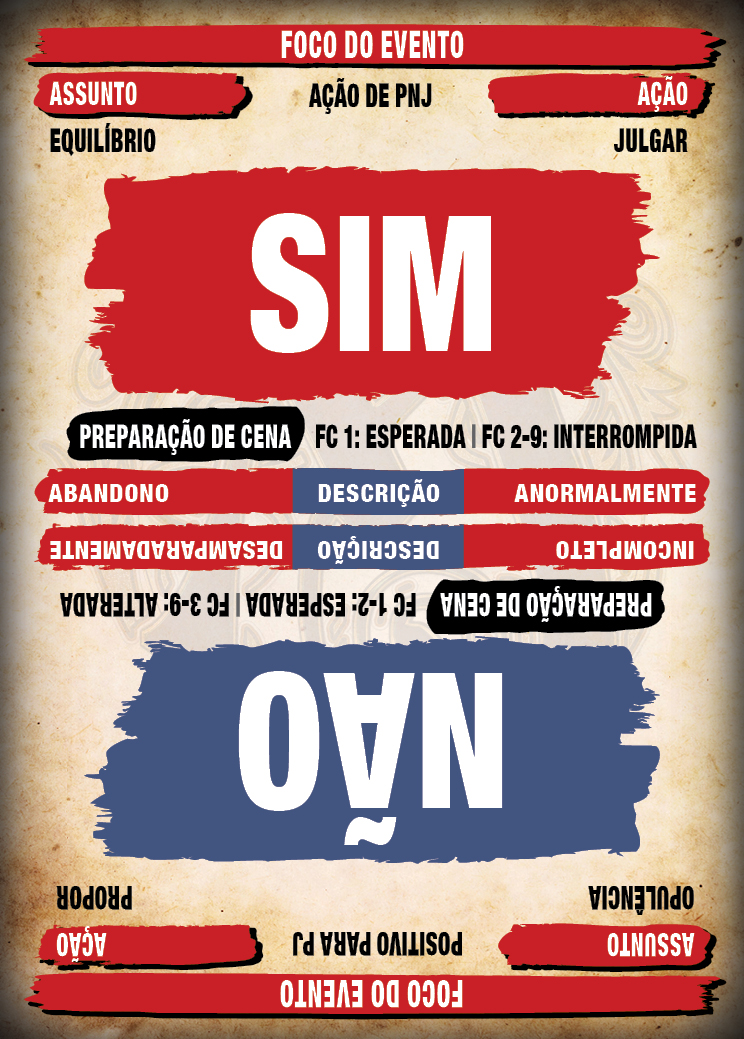 FOCO DO EVENTO
ASSUNTO AÇÃO DE PNJ AÇÃO
EQUILÍBRIO JULGAR
SIM
PREPARAÇÃO DE CENA FC 1: ESPERADA | FC 2-9: INTERROMPIDA
ABANDONO DESCRIÇÃO ANORMALMENTE
INCOMPLETO DESCRIÇÃO DESAMPARADAMENTE
PREPARAÇÃO DE CENA FC 1-2: ESPERADA | FC 3-9: ALTERADA
NÃO
OPULÊNCIA PROPOR
ASSUNTO POSITIVO PARA PJ AÇÃO
FOCO DO EVENTO